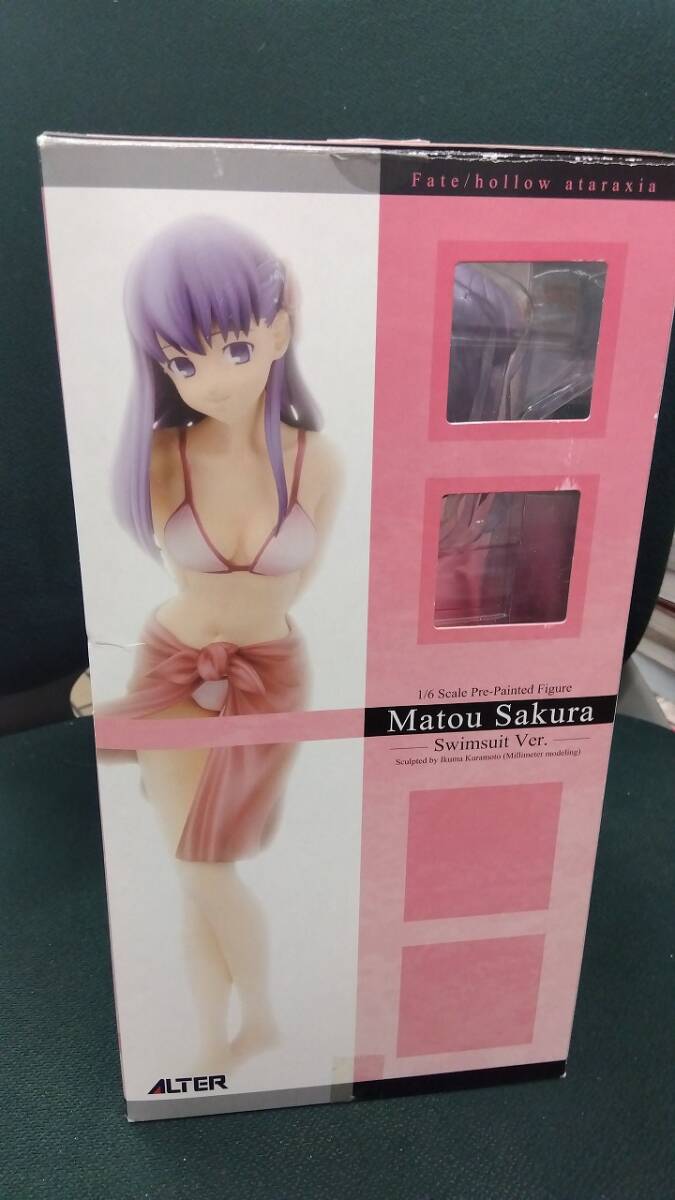 Fate/hollow ataraxia
1/6 Scale Pre-Painted Figure
Matou Sakura
Swimsuit Ver.
Sculpted by Ikuma Kuramoto (Millimeter modeling)
ALTER